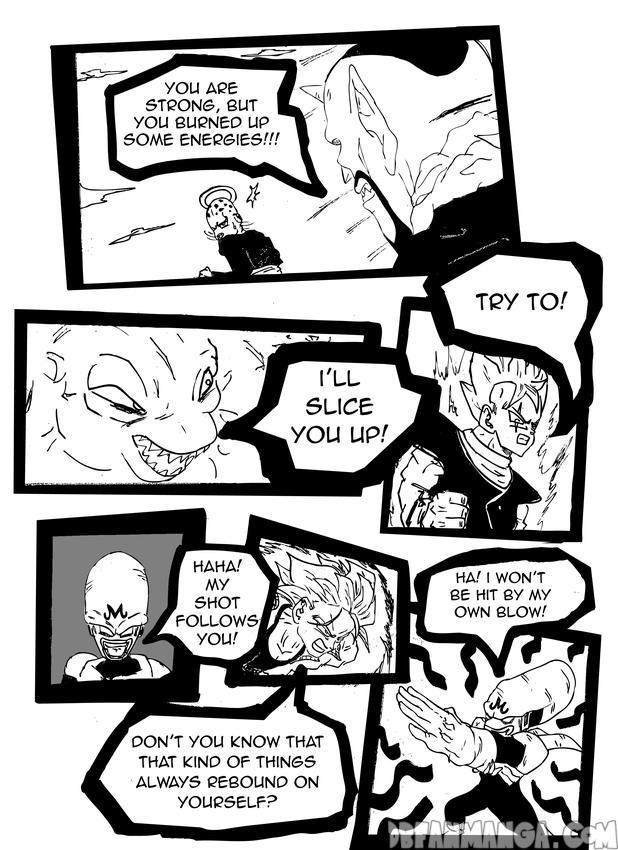 YOU ARE
STRONG, BUT
YOU BURNED UP
SOME ENERGIES!!!
TRY TO!
I'LL
SLICE
YOU UP!
HAHA!
MY
SHOT
FOLLOWS
YOU!
DON'T YOU KNOW THAT
THAT KIND OF THINGS
ALWAYS REBOUND ON
YOURSELF?
HA! I WON'T
BE HIT BY MY
OWN BLOW!
DBFANMANGA.COM